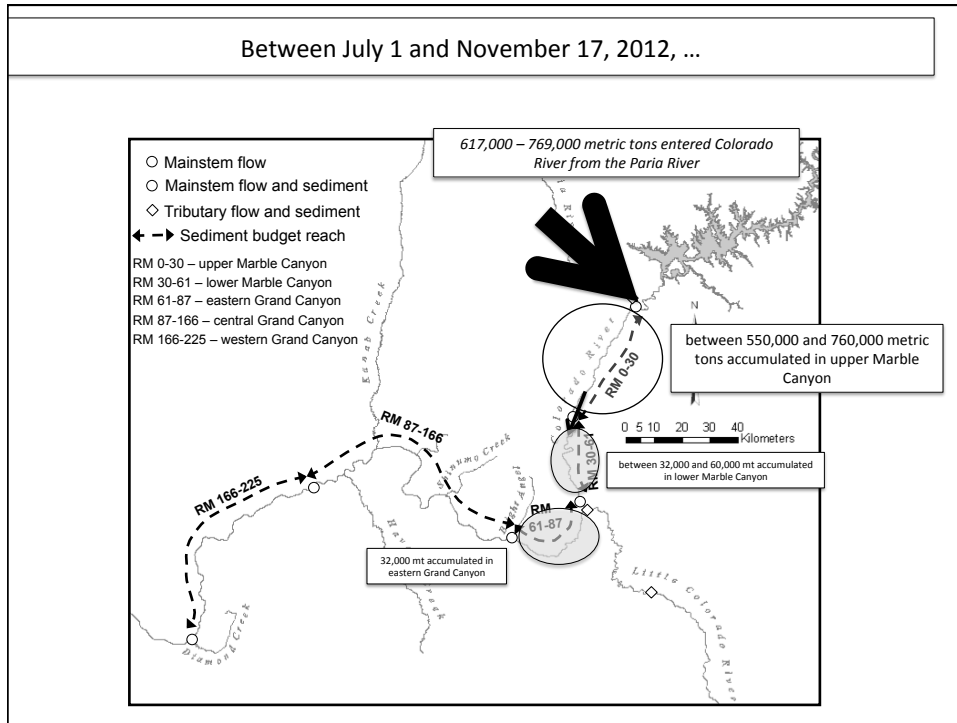 Between July 1 and November 17, 2012, …
617,000 – 769,000 metric tons entered Colorado
River from the Paria River
Mainstem flow
Mainstem flow and sediment
Tributary flow and sediment
Sediment budget reach
RM 0-30 – upper Marble Canyon
RM 30-61 – lower Marble Canyon
RM 61-87 – eastern Grand Canyon
RM 87-166 – central Grand Canyon
RM 166-225 – western Grand Canyon
Kanab Creek
Colorado River
RM 0-30
N
between 550,000 and 760,000 metric
tons accumulated in upper Marble
Canyon
0 5 10 20 30 40
Kilometers
RM 87-166
RM 30-61
between 32,000 and 60,000 mt accumulated
in lower Marble Canyon
Shinumo Creek
Bright Angel
RM 166-225
RM
61-87
32,000 mt accumulated in
eastern Grand Canyon
Little Colorado River
Diamond Creek